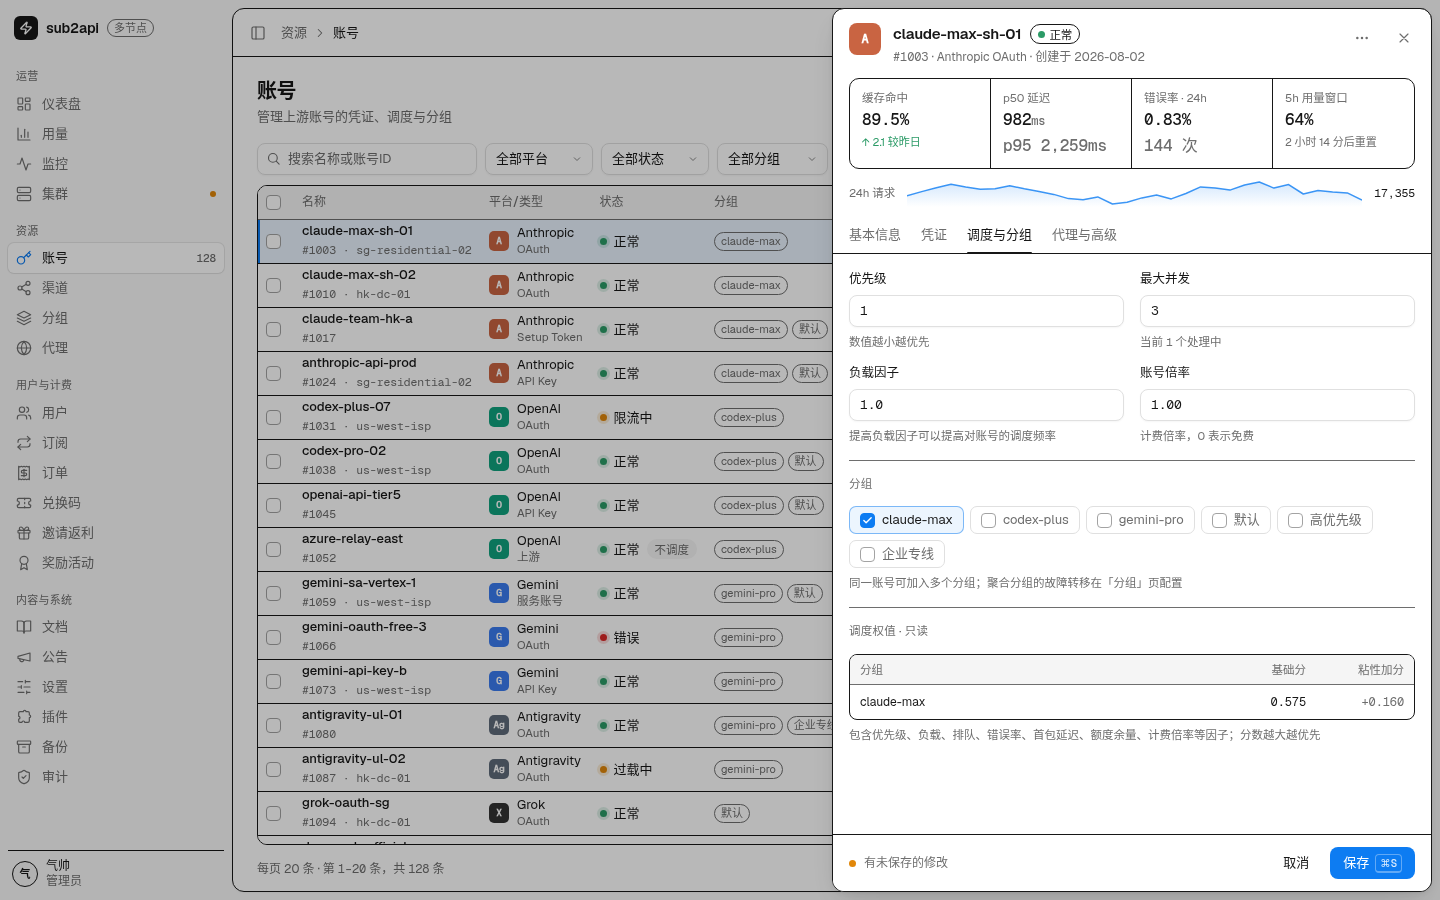 sub2api 多节点
运营
仪表盘
用量
监控
集群
资源
账号 128
渠道
分组
代理
用户与计费
用户
订阅
订单
兑换码
邀请返利
奖励活动
内容与系统
文档
公告
设置
插件
备份
审计
气 气帅
管理员
资源 > 账号
账号
管理上游账号的凭证、调度与分组
搜索名称或账号ID 全部平台 全部状态 全部分组
名称 平台/类型 状态 分组
claude-max-sh-01 A Anthropic 正常 claude-max
#1003 · sg-residential-02 OAuth
claude-max-sh-02 A Anthropic 正常 claude-max
#1010 · hk-dc-01 OAuth
claude-team-hk-a A Anthropic 正常 claude-max 默认
#1017 Setup Token
anthropic-api-prod A Anthropic 正常 claude-max 默认
#1024 · sg-residential-02 API Key
codex-plus-07 O OpenAI 限流中 codex-plus
#1031 · us-west-isp OAuth
codex-pro-02 O OpenAI 正常 codex-plus 默认
#1038 · us-west-isp OAuth
openai-api-tier5 O OpenAI 正常 codex-plus 默认
#1045 API Key
azure-relay-east O OpenAI 正常 不调度 codex-plus
#1052 上游
gemini-sa-vertex-1 G Gemini 正常 gemini-pro 默认
#1059 · us-west-isp 服务账号
gemini-oauth-free-3 G Gemini 错误 gemini-pro
#1066 OAuth
gemini-api-key-b G Gemini 正常 gemini-pro
#1073 · us-west-isp API Key
antigravity-ul-01 Ag Antigravity 正常 gemini-pro 企业专线
#1080 OAuth
antigravity-ul-02 Ag Antigravity 过载中 gemini-pro
#1087 · hk-dc-01 OAuth
grok-oauth-sg X Grok 正常 默认
#1094 · hk-dc-01 OAuth
每页 20 条 · 第 1–20 条，共 128 条
A claude-max-sh-01 正常
#1003 · Anthropic OAuth · 创建于 2026-08-02
缓存命中 p50 延迟 错误率 · 24h 5h 用量窗口
89.5% 982ms 0.83% 64%
↑ 2.1 较昨日 p95 2,259ms 144 次 2 小时 14 分后重置
24h 请求 17,355
基本信息 凭证 调度与分组 代理与高级
优先级 最大并发
1 3
数值越小越优先 当前 1 个处理中
负载因子 账号倍率
1.0 1.00
提高负载因子可以提高对账号的调度频率 计费倍率，0 表示免费
分组
claude-max codex-plus gemini-pro 默认 高优先级
企业专线
同一账号可加入多个分组；聚合分组的故障转移在「分组」页配置
调度权值 · 只读
分组 基础分 粘性加分
claude-max 0.575 +0.160
包含优先级、负载、排队、错误率、首包延迟、额度余量、计费倍率等因子；分数越大越优先
有未保存的修改 取消 保存 ⌘S